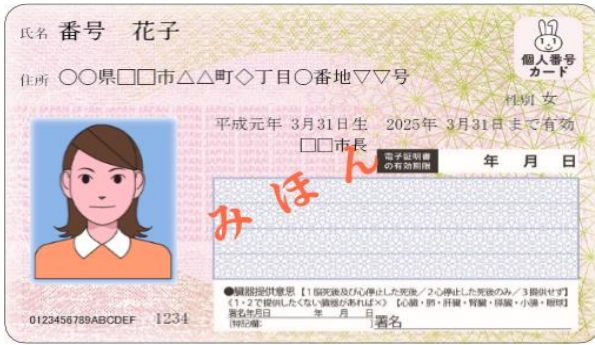 氏名 番号 花子
個人番号
カード
住所 〇〇県□□市△△町◇丁目〇番地▽▽号
性別 女
平成元年 3月31日生 2025年 3月31日まで有効
□□市長
電子証明書
の有効期限 年 月 日
みほん
●臓器提供意思【1 脳死後及び心停止した死後/2 心停止した死後のみ/3 提供せず】
《1・2で提供したくない臓器があれば×》【心臓・肺・肝臓・腎臓・膵臓・小腸・眼球】
署名年月日 年 月 日
[特記欄: ] 署名
0123456789ABCDEF 1234